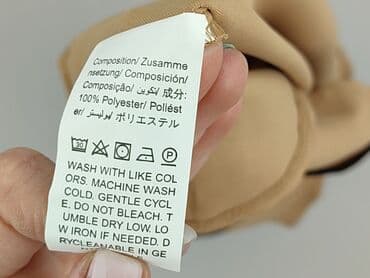 Composition/ Zusamme
nsetzung/ Composición/
Composição/ تكوين/ 成分:
100% Polyester/ Poliést
er/ بوليستر/ ポリエステル
30 P
WASH WITH LIKE COL
ORS. MACHINE WASH
COLD. GENTLE CYCL
E. DO NOT BLEACH. T
UMBLE DRY LOW. LO
W IRON IF NEEDED. D
RYCLEANABLE IN GE